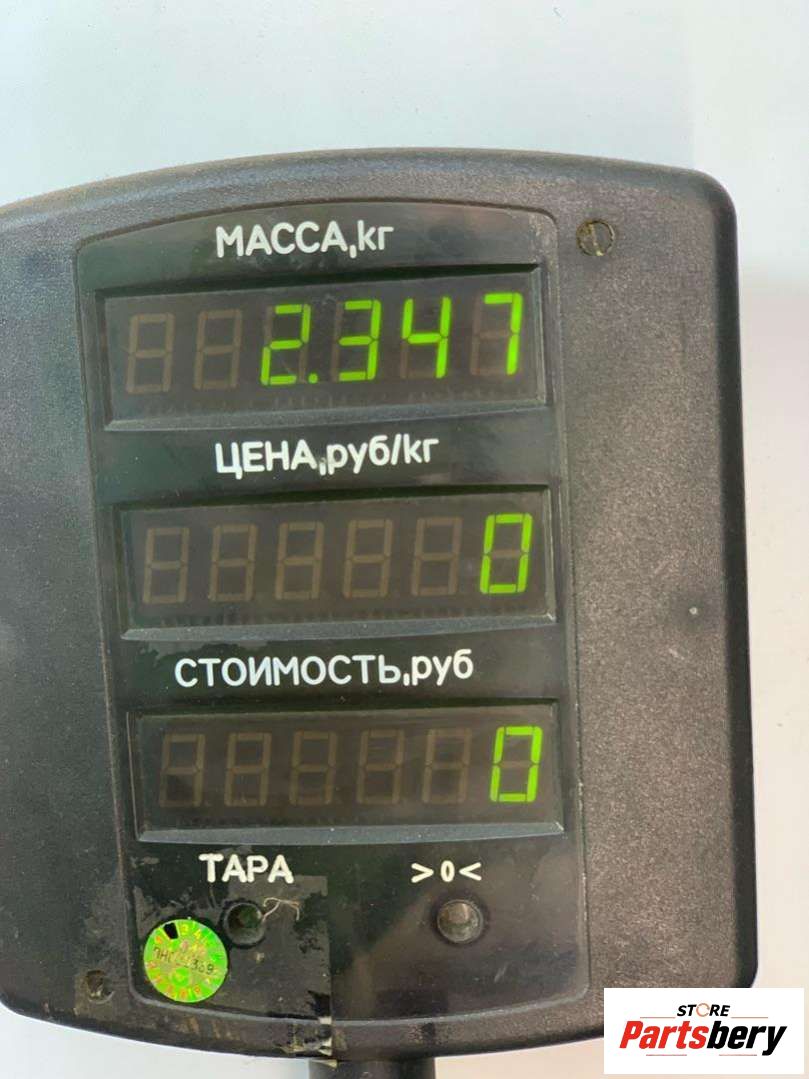 МАССА,кг
2.347
ЦЕНА,руб/кг
0
СТОИМОСТЬ,руб
0
ТАРА >0<
STORE
Partsbery